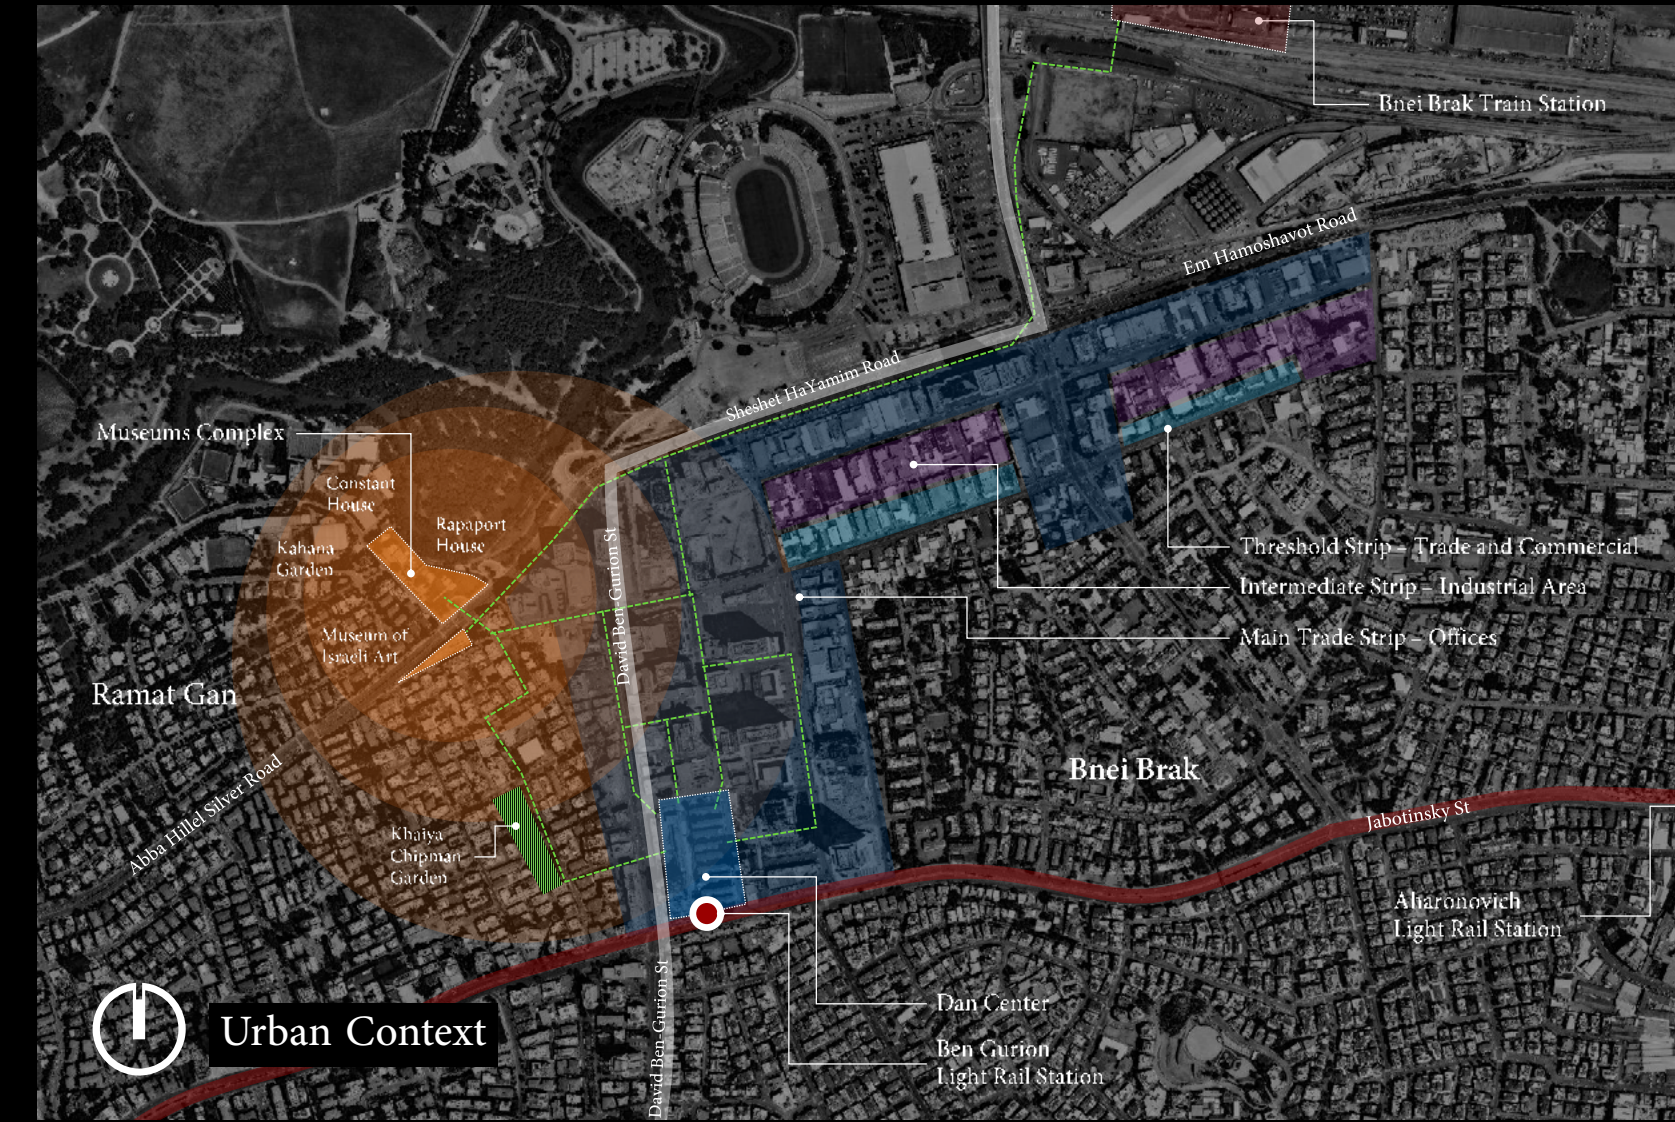 Bnei Brak Train Station
Em Hamoshavot Road
Sheshet HaYamim Road
Museums Complex
Constant
House
Rapaport
House
Kahana
Garden
David Ben-Gurion St
Threshold Strip – Trade and Commercial
Intermediate Strip – Industrial Area
Main Trade Strip – Offices
Museum of
Israeli Art
Ramat Gan
Bnei Brak
Abba Hillel Silver Road
Jabotinsky St
Khaiya
Chipman
Garden
Aharonovich
Light Rail Station
David Ben-Gurion St
Dan Center
Urban Context
Ben Gurion
Light Rail Station